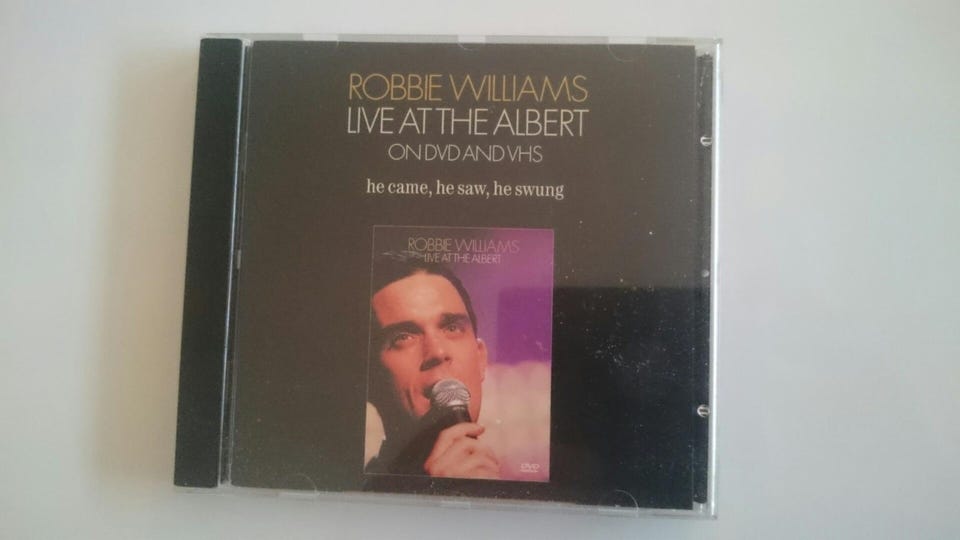 ROBBIE WILLIAMS
LIVE AT THE ALBERT
ON DVD AND VHS
he came, he saw, he swung
ROBBIE WILLIAMS
LIVE AT THE ALBERT
DVD